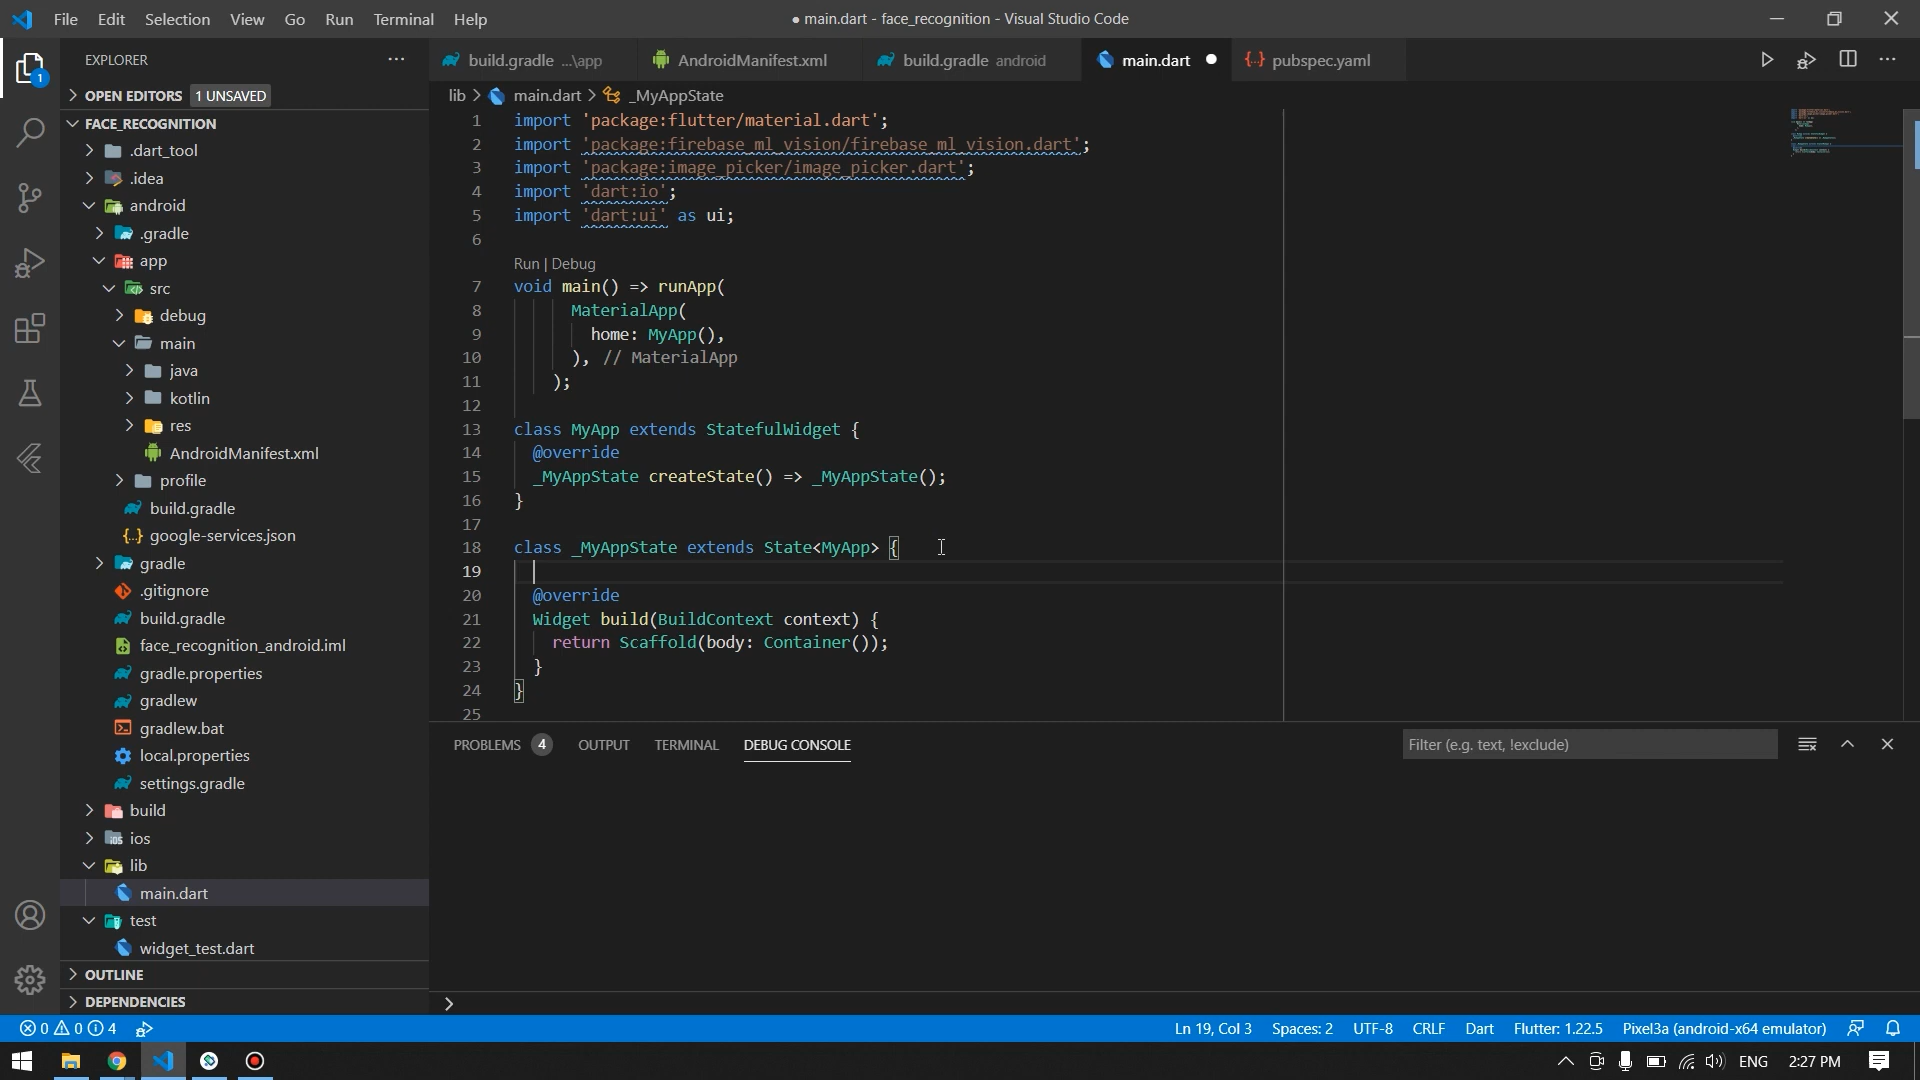 File Edit Selection View Go Run Terminal Help
● main.dart - face_recognition - Visual Studio Code
EXPLORER
1
OPEN EDITORS 1 UNSAVED
FACE_RECOGNITION
.dart_tool
.idea
android
.gradle
app
src
debug
main
java
kotlin
res
AndroidManifest.xml
profile
build.gradle
google-services.json
gradle
.gitignore
build.gradle
face_recognition_android.iml
gradle.properties
gradlew
gradlew.bat
local.properties
settings.gradle
build
ios
lib
main.dart
test
widget_test.dart
OUTLINE
DEPENDENCIES
build.gradle ...\app
AndroidManifest.xml
build.gradle android
main.dart
pubspec.yaml
lib > main.dart > _MyAppState
1 import 'package:flutter/material.dart';
2 import 'package:firebase_ml_vision/firebase_ml_vision.dart';
3 import 'package:image_picker/image_picker.dart';
4 import 'dart:io';
5 import 'dart:ui' as ui;
6
Run | Debug
7 void main() => runApp(
8 MaterialApp(
9 home: MyApp(),
10 ), // MaterialApp
11 );
12
13 class MyApp extends StatefulWidget {
14 @override
15 _MyAppState createState() => _MyAppState();
16 }
17
18 class _MyAppState extends State<MyApp> {
19
20 @override
21 Widget build(BuildContext context) {
22 return Scaffold(body: Container());
23 }
24 }
25
PROBLEMS 4 OUTPUT TERMINAL DEBUG CONSOLE
Filter (e.g. text, !exclude)
0 0 4
Ln 19, Col 3 Spaces: 2 UTF-8 CRLF Dart Flutter: 1.22.5 Pixel3a (android-x64 emulator)
ENG 2:27 PM